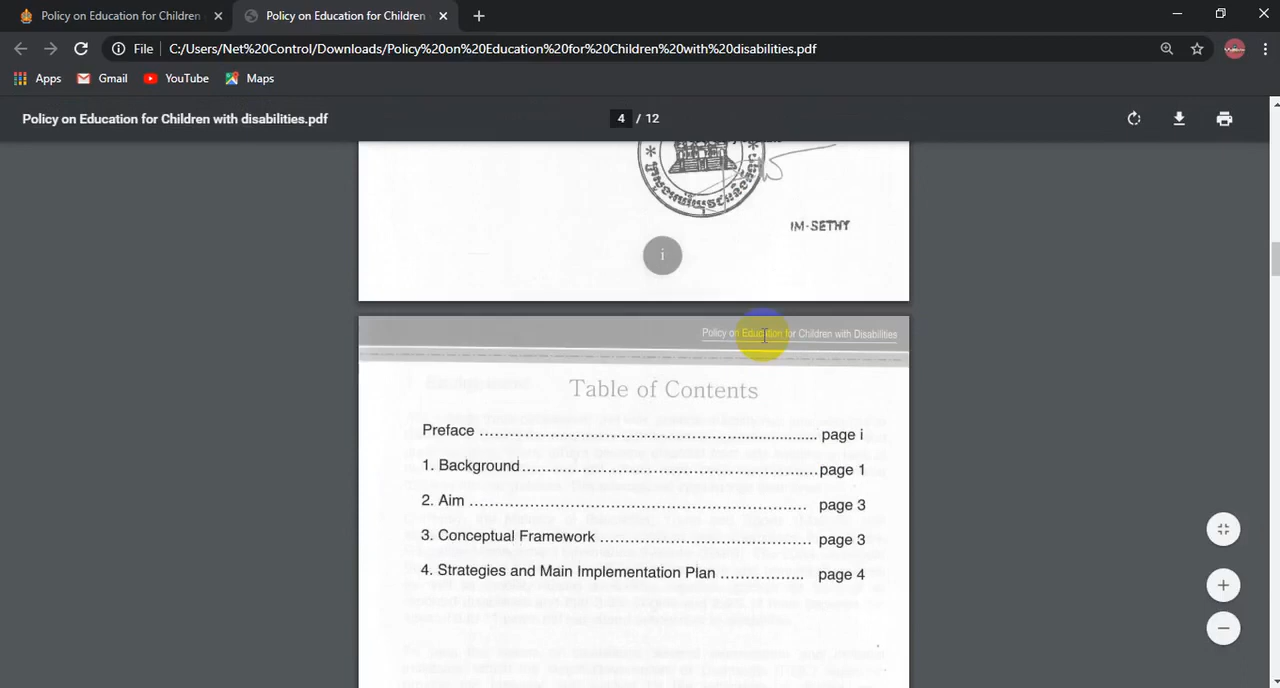 Policy on Education for Children
Policy on Education for Children
File
C:/Users/Net%20Control/Downloads/Policy%20on%20Education%20for%20Children%20with%20disabilities.pdf
Apps
Gmail
YouTube
Maps
Policy on Education for Children with disabilities.pdf
4 / 12
IM-SETHY
i
Policy on Education for Children with Disabilities
Table of Contents
Preface ........................................................ page i
1. Background................................................. page 1
2. Aim ........................................................ page 3
3. Conceptual Framework ................................... page 3
4. Strategies and Main Implementation Plan ................ page 4